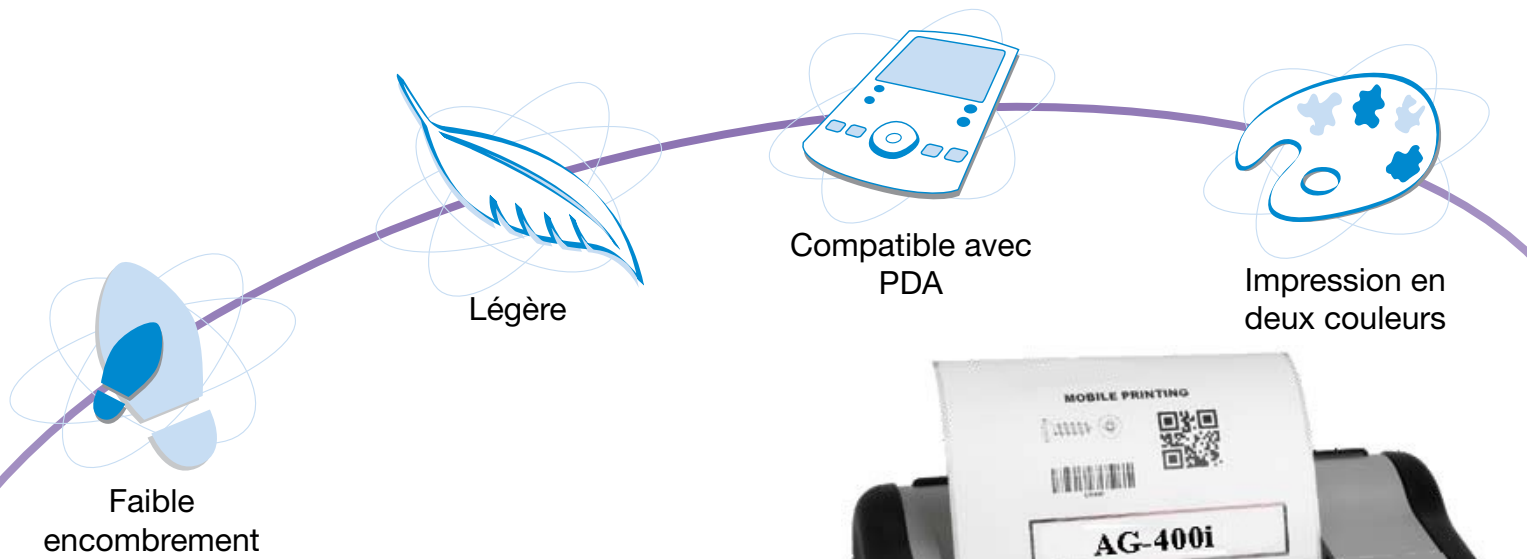 Faible
encombrement
Légère
Compatible avec
PDA
Impression en
deux couleurs
MOBILE PRINTING
AG-400i